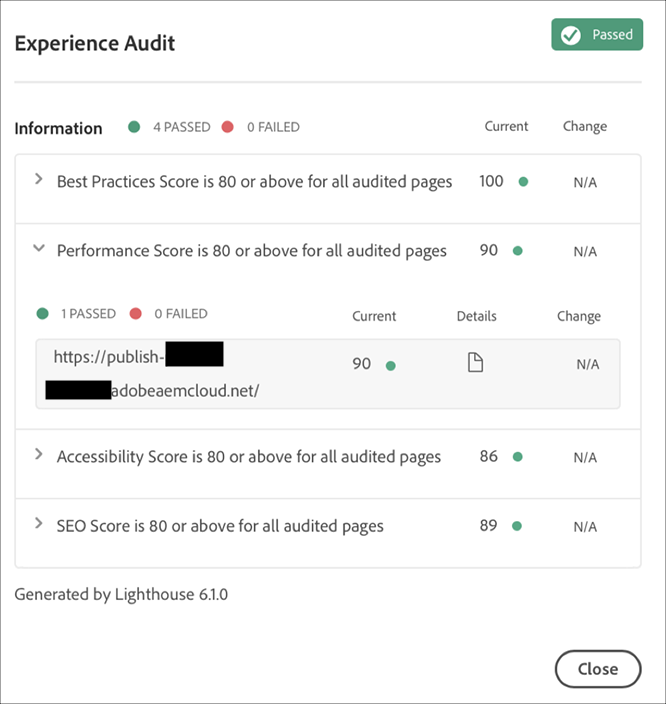 Experience Audit
Passed
Information 4 PASSED 0 FAILED Current Change
Best Practices Score is 80 or above for all audited pages 100 N/A
Performance Score is 80 or above for all audited pages 90 N/A
1 PASSED 0 FAILED Current Details Change
https://publish-
90 N/A
adobeaemcloud.net/
Accessibility Score is 80 or above for all audited pages 86 N/A
SEO Score is 80 or above for all audited pages 89 N/A
Generated by Lighthouse 6.1.0
Close